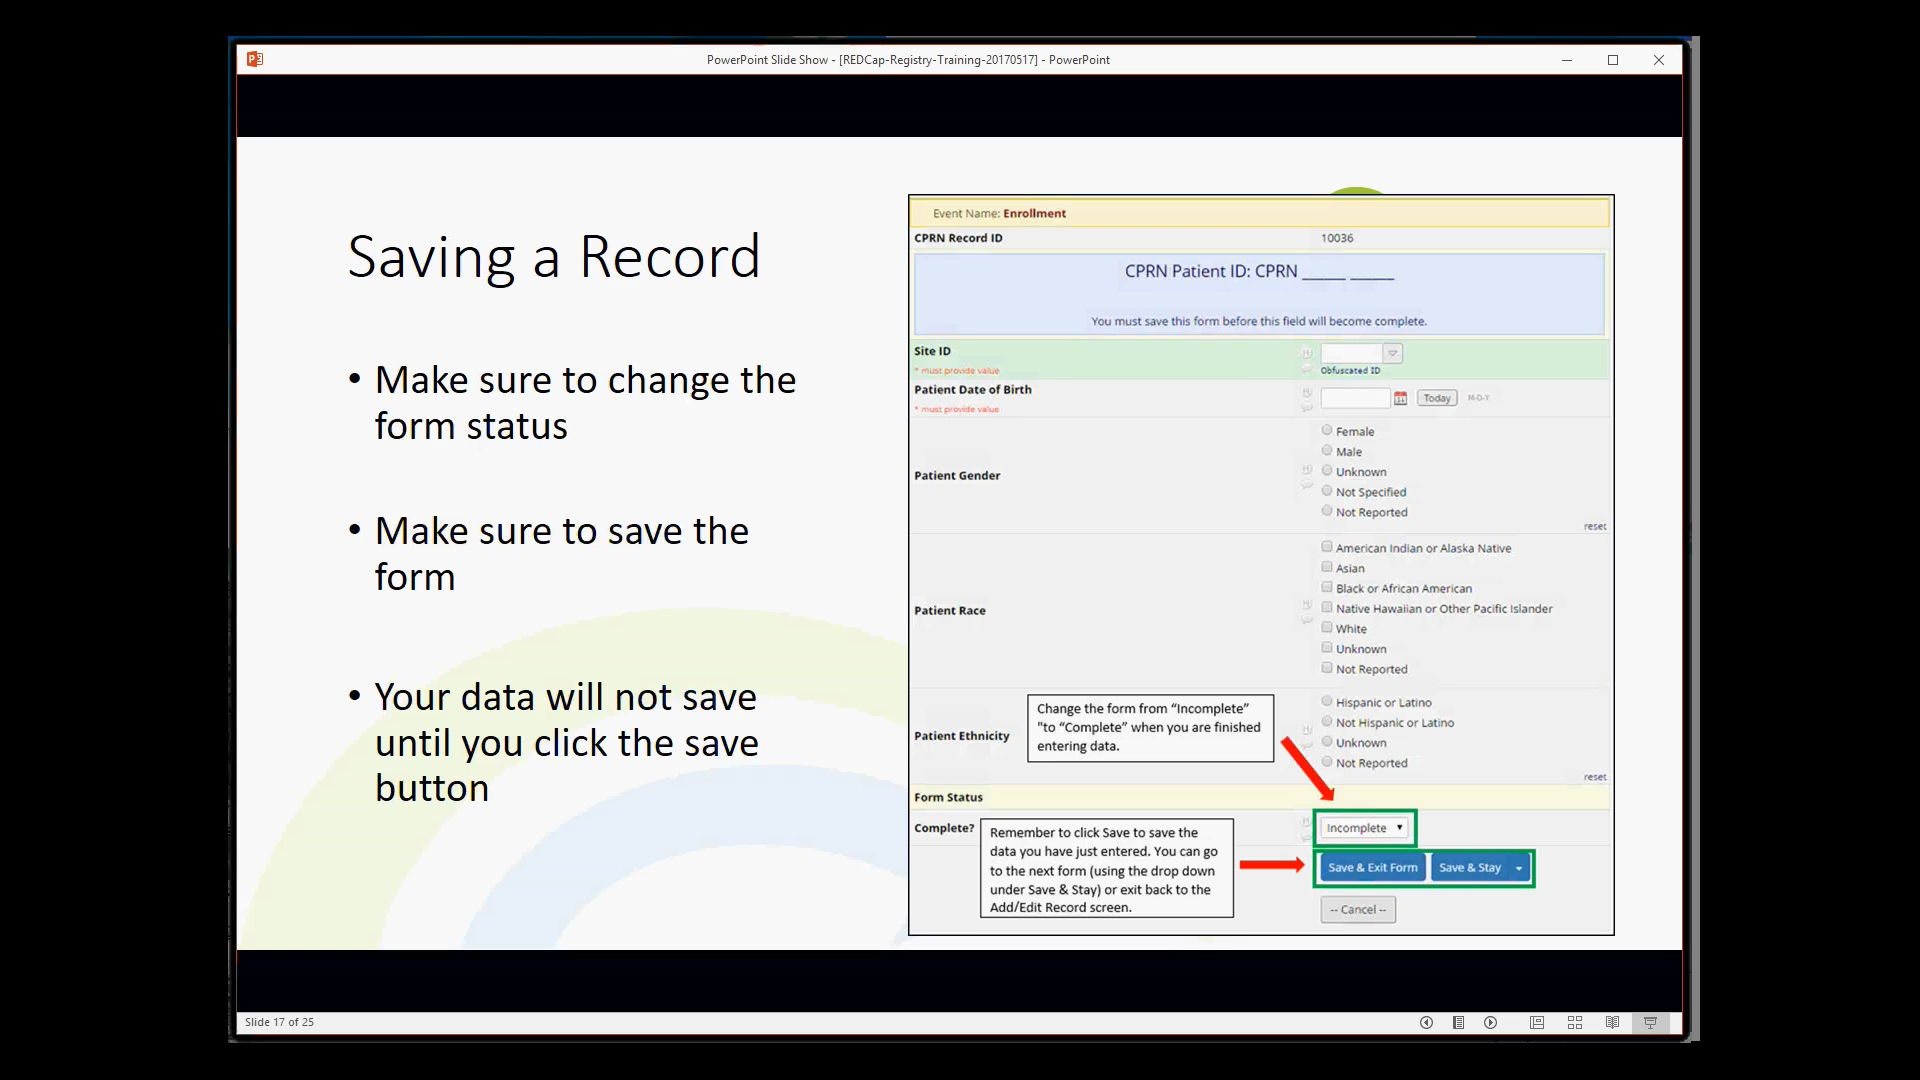 PowerPoint Slide Show - [REDCap-Registry-Training-20170517] - PowerPoint
Saving a Record
• Make sure to change the
form status
• Make sure to save the
form
• Your data will not save
until you click the save
button
Event Name: Enrollment
CPRN Record ID 10036
CPRN Patient ID: CPRN _____ _____
You must save this form before this field will become complete.
Site ID
* must provide value
Obfuscated ID
Patient Date of Birth
* must provide value
Today M-D-Y
Patient Gender
Female
Male
Unknown
Not Specified
Not Reported
reset
Patient Race
American Indian or Alaska Native
Asian
Black or African American
Native Hawaiian or Other Pacific Islander
White
Unknown
Not Reported
Patient Ethnicity
Change the form from “Incomplete”
"to “Complete” when you are finished
entering data.
Hispanic or Latino
Not Hispanic or Latino
Unknown
Not Reported
reset
Form Status
Complete?
Incomplete
Remember to click Save to save the
data you have just entered. You can go
to the next form (using the drop down
under Save & Stay) or exit back to the
Add/Edit Record screen.
Save & Exit Form Save & Stay
-- Cancel --
Slide 17 of 25